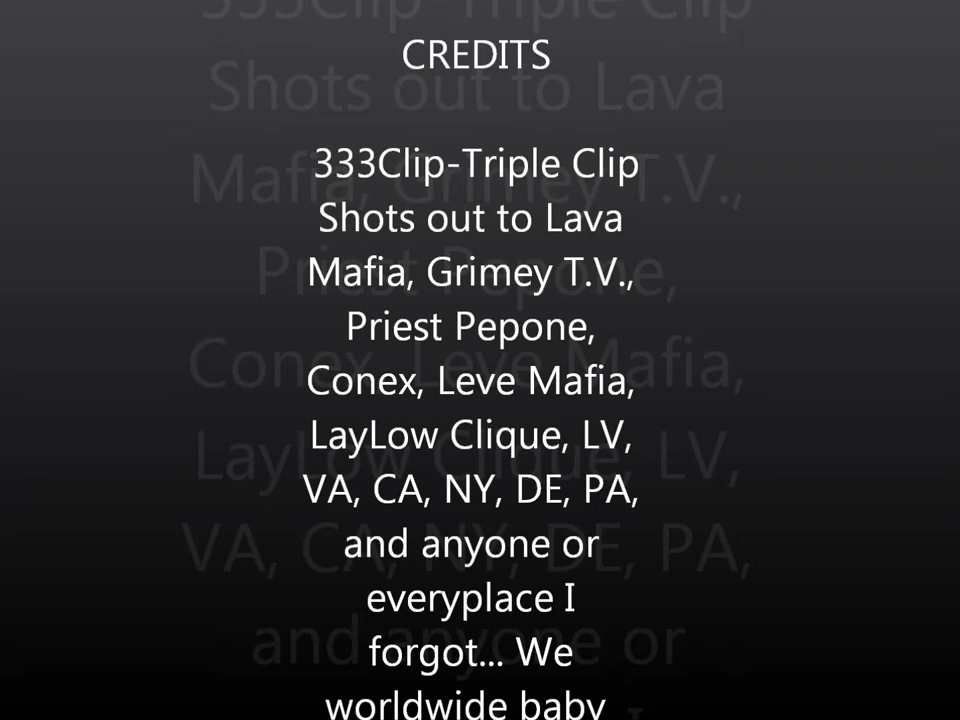 CREDITS
333Clip-Triple Clip
Shots out to Lava
Mafia, Grimey T.V.,
Priest Pepone,
Conex, Leve Mafia,
LayLow Clique, LV,
VA, CA, NY, DE, PA,
and anyone or
everyplace I
forgot... We
worldwide baby